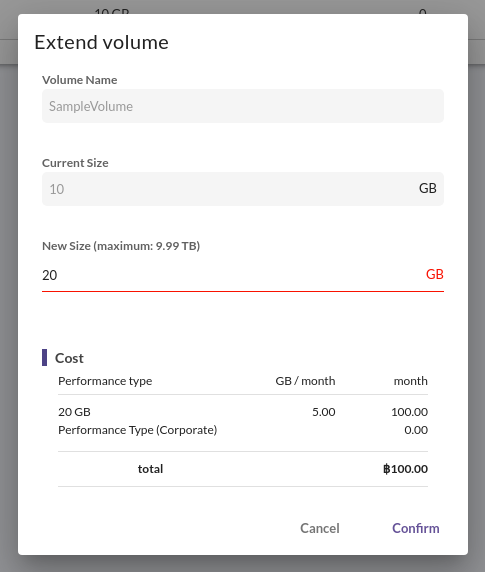 10 GB 0
Extend volume
Volume Name
SampleVolume
Current Size
10 GB
New Size (maximum: 9.99 TB)
20 GB
Cost
Performance type GB / month month
20 GB 5.00 100.00
Performance Type (Corporate) 0.00
total ฿100.00
Cancel Confirm